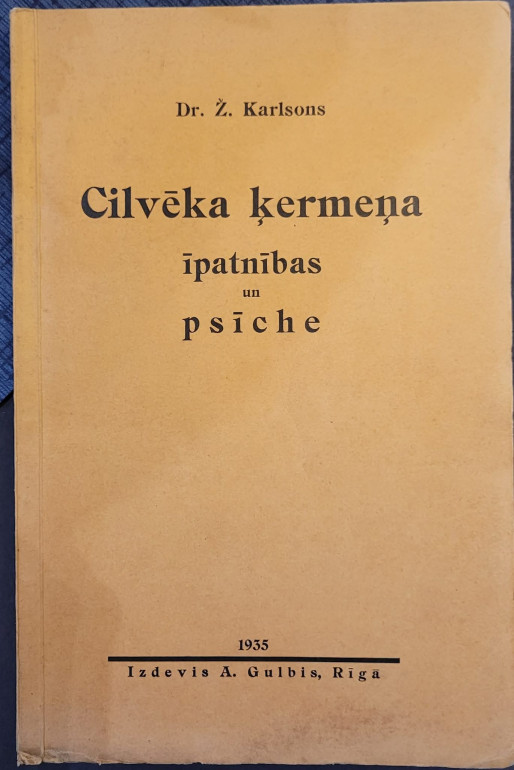 Dr. Ž. Karlsons
Cilvēka ķermeņa
īpatnības
un
psīche
1935
Izdevis A. Gulbis, Rīgā